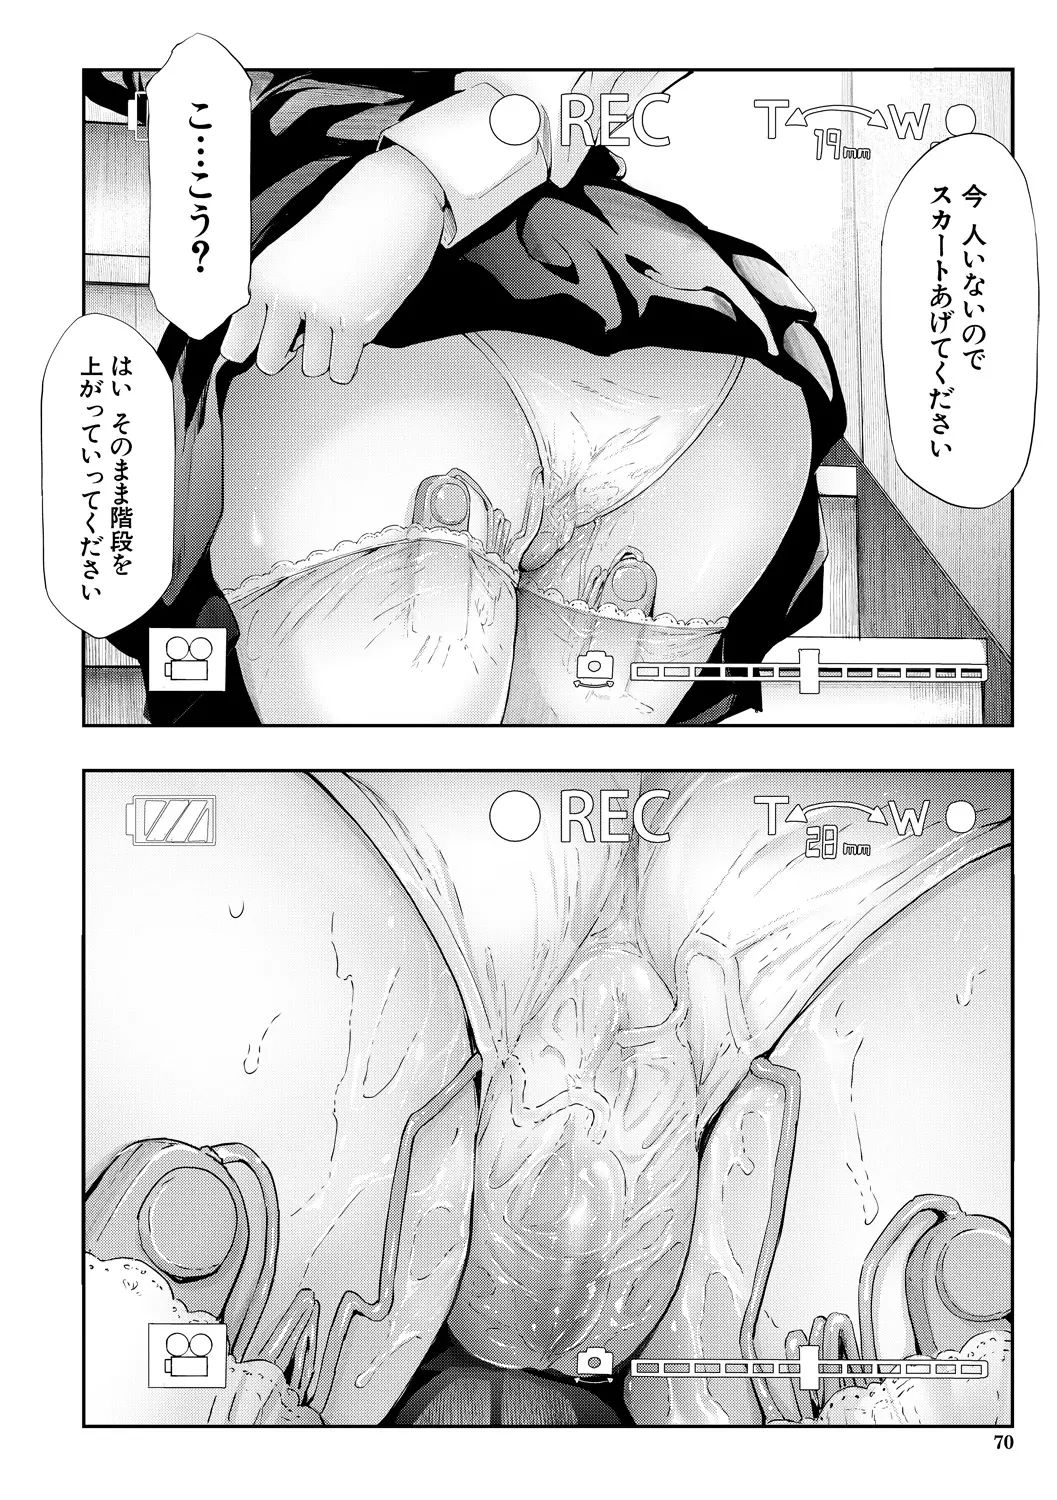 REC
T W
19mm
今 人いないので
スカートあげてください
こ…こう?
はい そのまま階段を
上がっていってください
REC
T W
28mm
70